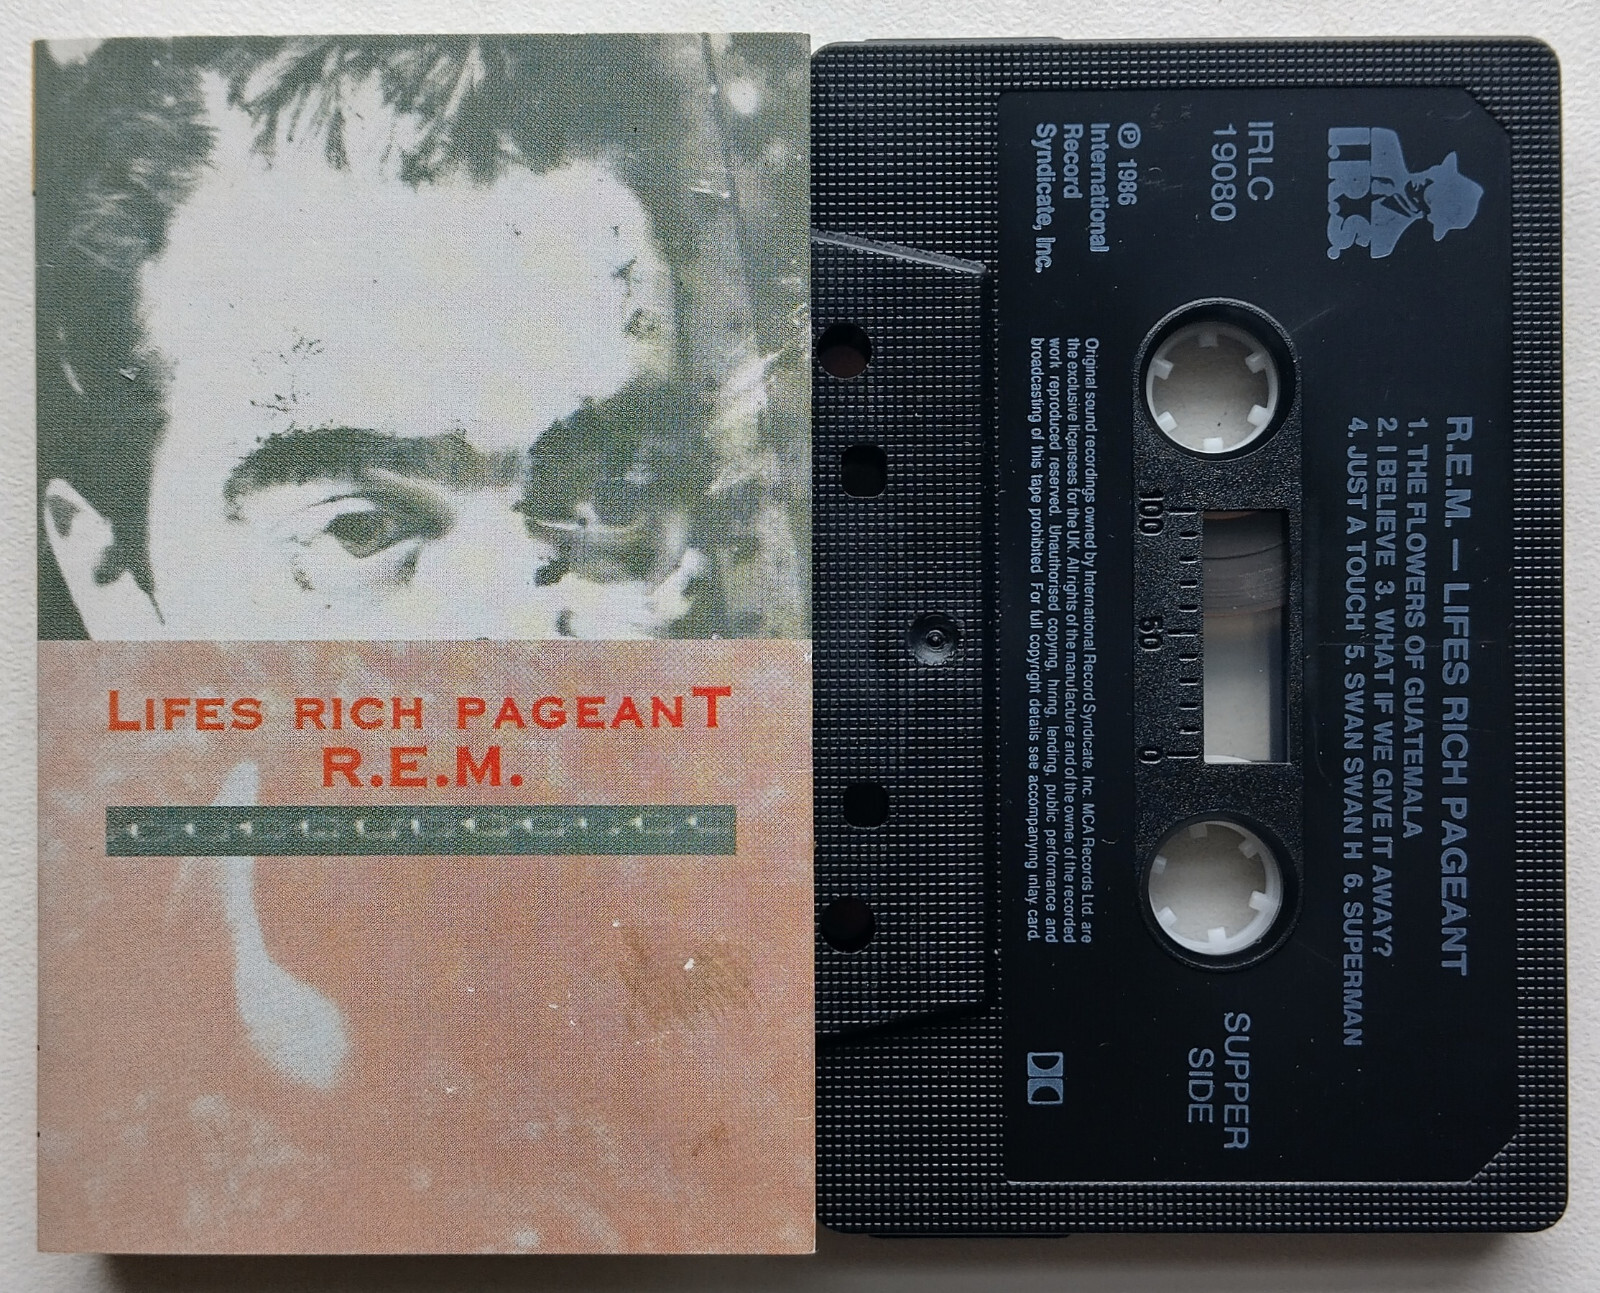 LIFES RICH PAGEANT
R.E.M.
I.R.S.
R.E.M. — LIFES RICH PAGEANT
1. THE FLOWERS OF GUATEMALA
2. I BELIEVE 3. WHAT IF WE GIVE IT AWAY?
4. JUST A TOUCH 5. SWAN SWAN H 6. SUPERMAN
IRLC
19080
SUPPER
SIDE
100 50 0
℗ 1986
International
Record
Syndicate, Inc.
Original sound recordings owned by International Record Syndicate, Inc. MCA Records Ltd. are
the exclusive licensees for the UK. All rights of the manufacturer and of the owner of the recorded
work reproduced reserved. Unauthorised copying, hiring, lending, public performance and
broadcasting of this tape prohibited. For full copyright details see accompanying inlay card.